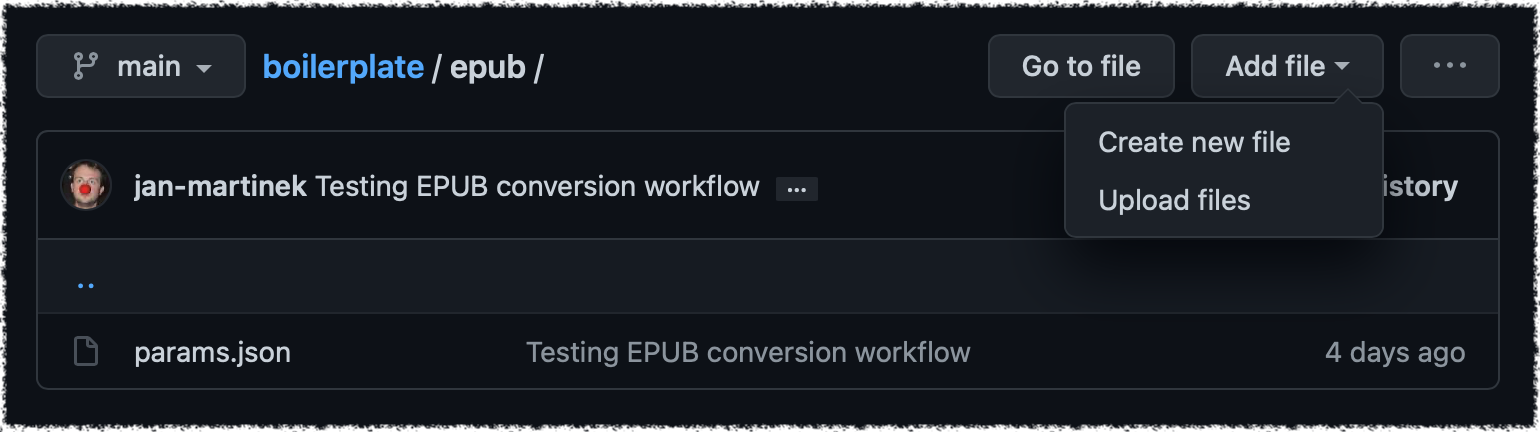 main boilerplate / epub / Go to file Add file ...
Create new file
jan-martinek Testing EPUB conversion workflow ... istory
Upload files
..
params.json Testing EPUB conversion workflow 4 days ago